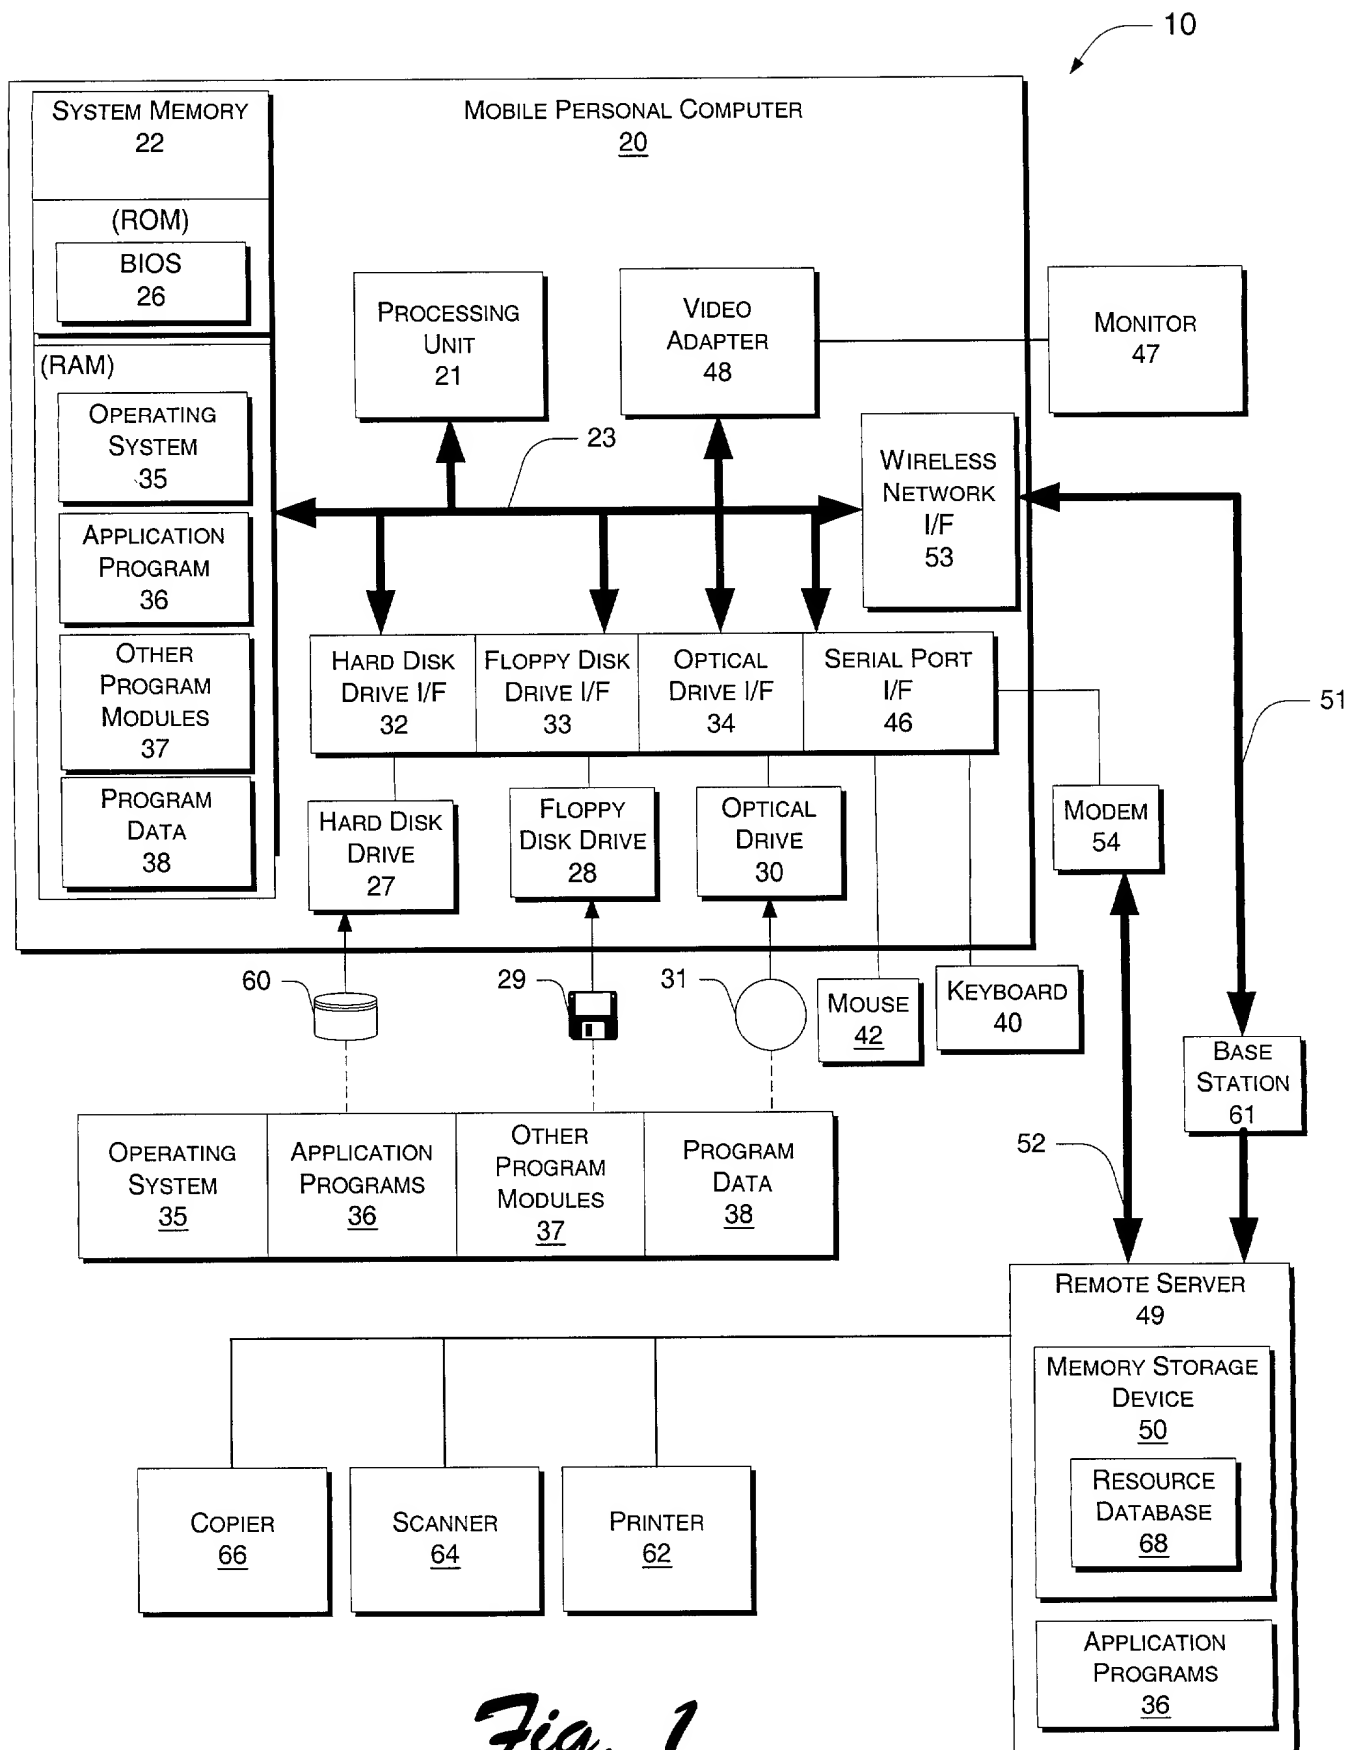 10
SYSTEM MEMORY
22
MOBILE PERSONAL COMPUTER
20
(ROM)
BIOS
26
PROCESSING
UNIT
21
VIDEO
ADAPTER
48
MONITOR
47
(RAM)
OPERATING
SYSTEM
35
23
WIRELESS
NETWORK
I/F
53
APPLICATION
PROGRAM
36
OTHER
PROGRAM
MODULES
37
HARD DISK
DRIVE I/F
32
FLOPPY DISK
DRIVE I/F
33
OPTICAL
DRIVE I/F
34
SERIAL PORT
I/F
46
51
PROGRAM
DATA
38
HARD DISK
DRIVE
27
FLOPPY
DISK DRIVE
28
OPTICAL
DRIVE
30
MODEM
54
60
29
31
MOUSE
42
KEYBOARD
40
BASE
STATION
61
52
OPERATING
SYSTEM
35
APPLICATION
PROGRAMS
36
OTHER
PROGRAM
MODULES
37
PROGRAM
DATA
38
REMOTE SERVER
49
MEMORY STORAGE
DEVICE
50
RESOURCE
DATABASE
68
COPIER
66
SCANNER
64
PRINTER
62
APPLICATION
PROGRAMS
36
Fig. 1